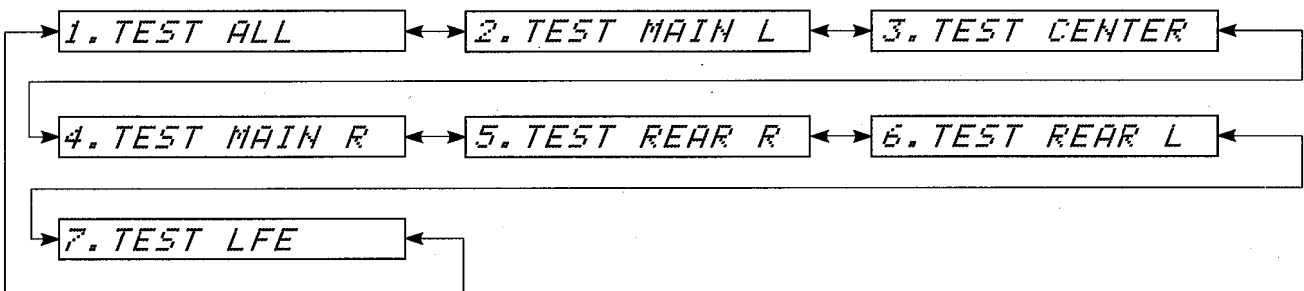 1. TEST ALL
2. TEST MAIN L
3. TEST CENTER
4. TEST MAIN R
5. TEST REAR R
6. TEST REAR L
7. TEST LFE